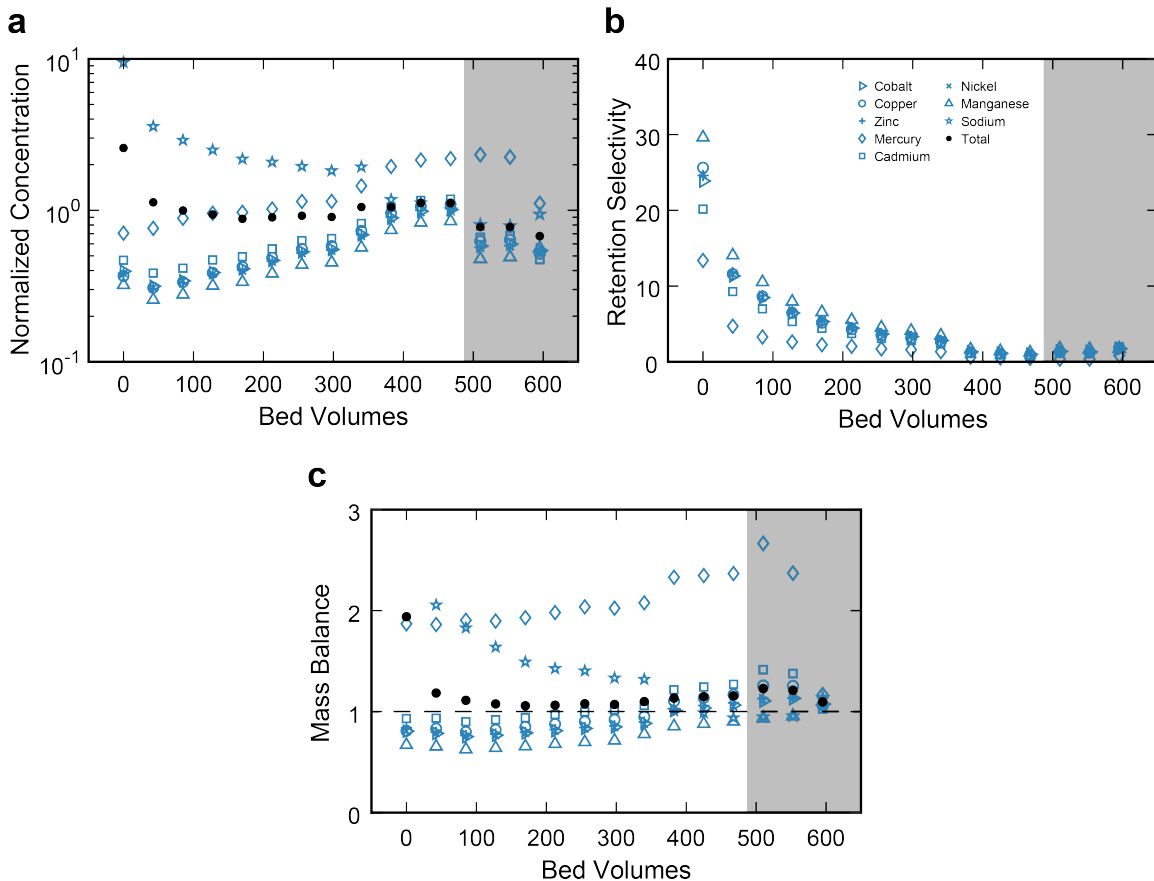 a
Normalized Concentration
10^1
10^0
10^-1
0 100 200 300 400 500 600
Bed Volumes
b
Retention Selectivity
40
30
20
10
0
Cobalt
Copper
Zinc
Mercury
Cadmium
Nickel
Manganese
Sodium
Total
0 100 200 300 400 500 600
Bed Volumes
c
Mass Balance
3
2
1
0
0 100 200 300 400 500 600
Bed Volumes